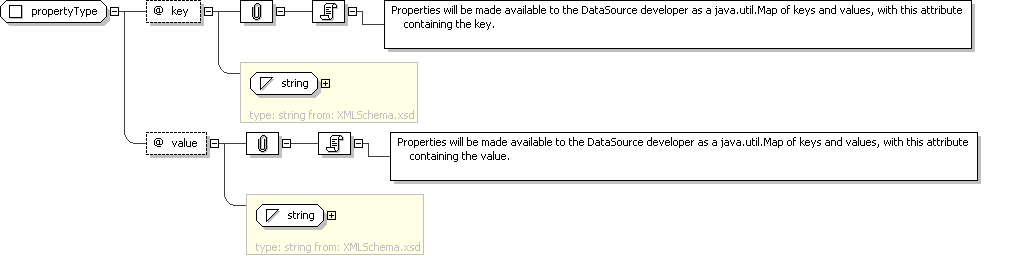 propertyType
@ key
Properties will be made available to the DataSource developer as a java.util.Map of keys and values, with this attribute
containing the key.
string
type: string from: XMLSchema.xsd
@ value
Properties will be made available to the DataSource developer as a java.util.Map of keys and values, with this attribute
containing the value.
string
type: string from: XMLSchema.xsd